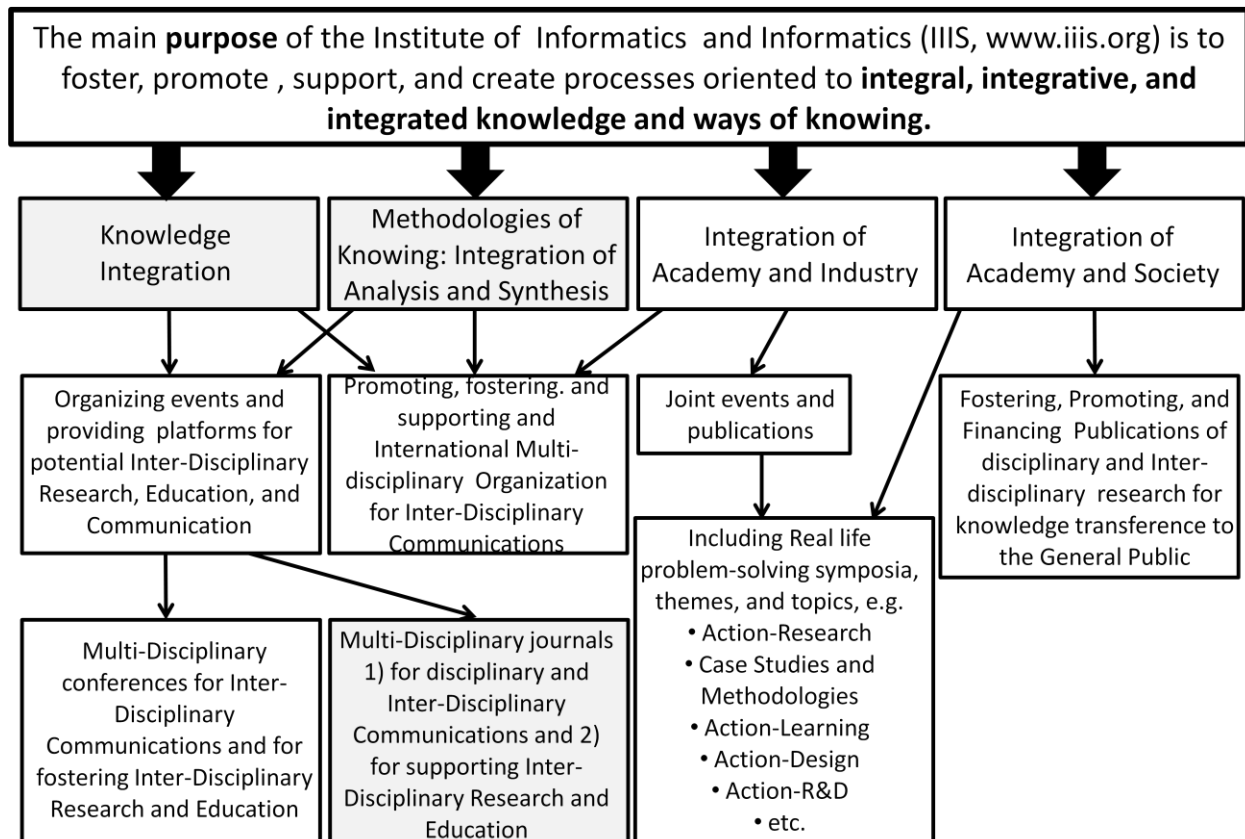 The main purpose of the Institute of Informatics and Informatics (IIIS, www.iiis.org) is to
foster, promote , support, and create processes oriented to integral, integrative, and
integrated knowledge and ways of knowing.
Knowledge
Integration
Methodologies of
Knowing: Integration of
Analysis and Synthesis
Integration of
Academy and Industry
Integration of
Academy and Society
Organizing events and
providing platforms for
potential Inter-Disciplinary
Research, Education, and
Communication
Promoting, fostering. and
supporting and
International Multi-
disciplinary Organization
for Inter-Disciplinary
Communications
Joint events and
publications
Fostering, Promoting, and
Financing Publications of
disciplinary and Inter-
disciplinary research for
knowledge transference to
the General Public
Including Real life
problem-solving symposia,
themes, and topics, e.g.
• Action-Research
• Case Studies and
Methodologies
• Action-Learning
• Action-Design
• Action-R&D
• etc.
Multi-Disciplinary
conferences for Inter-
Disciplinary
Communications and for
fostering Inter-Disciplinary
Research and Education
Multi-Disciplinary journals
1) for disciplinary and
Inter-Disciplinary
Communications and 2)
for supporting Inter-
Disciplinary Research and
Education